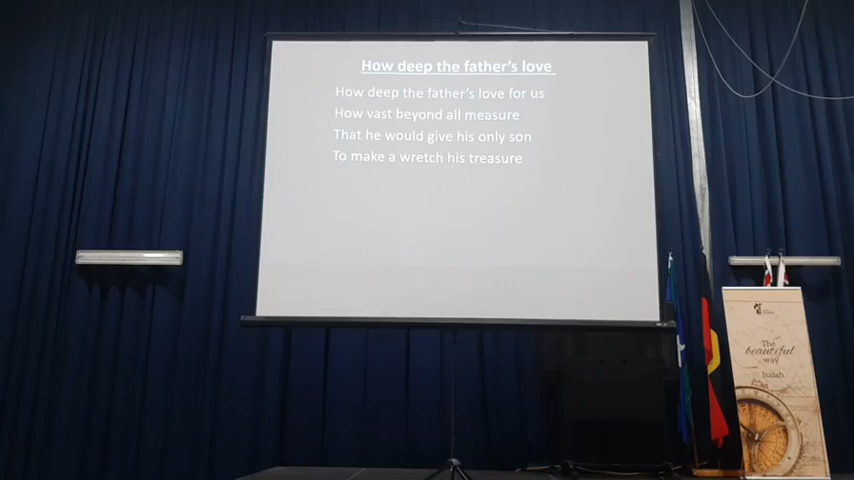 How deep the father's love
How deep the father's love for us
How vast beyond all measure
That he would give his only son
To make a wretch his treasure
The
beautiful
way
Isaiah